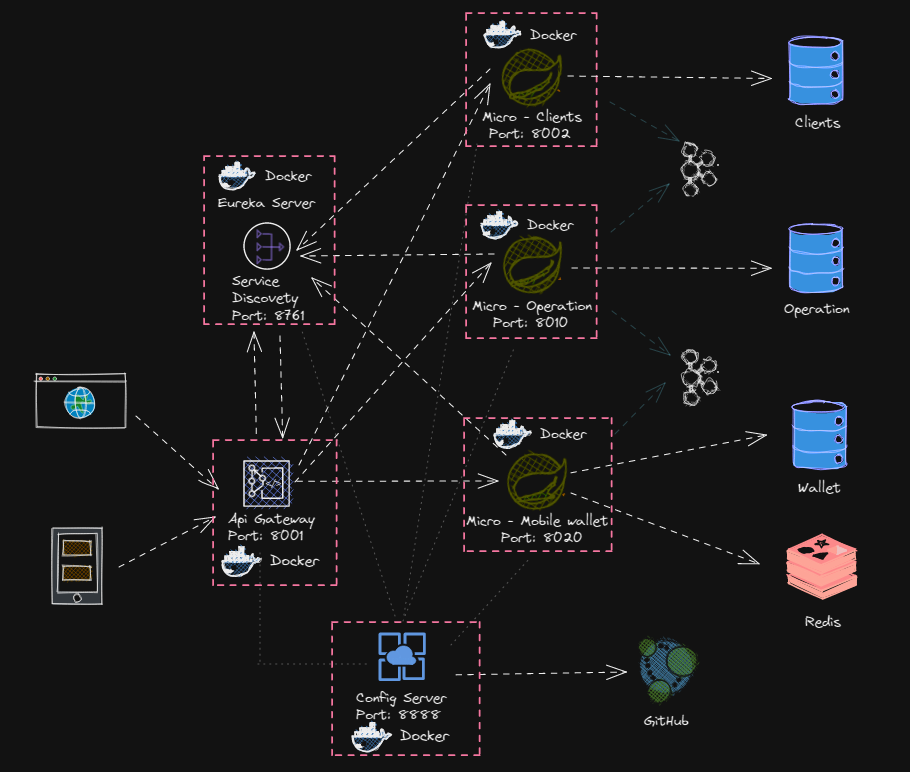 Docker
Micro - Clients
Port: 8002
Clients
Docker
Eureka Server
Service
Discovety
Port: 8761
Docker
Micro - Operation
Port: 8010
Operation
Docker
Micro - Mobile wallet
Port: 8020
Wallet
Api Gateway
Port: 8001
Docker
Redis
Config Server
Port: 8888
Docker
GitHub